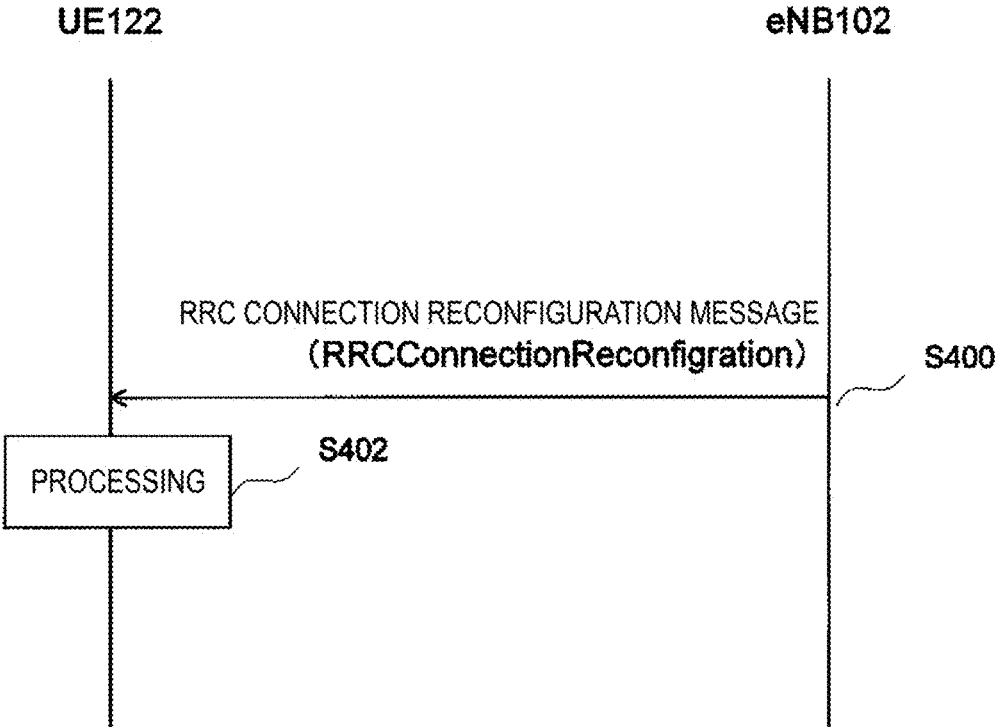 UE122
eNB102
RRC CONNECTION RECONFIGURATION MESSAGE
(RRCConnectionReconfigration)
S400
S402
PROCESSING